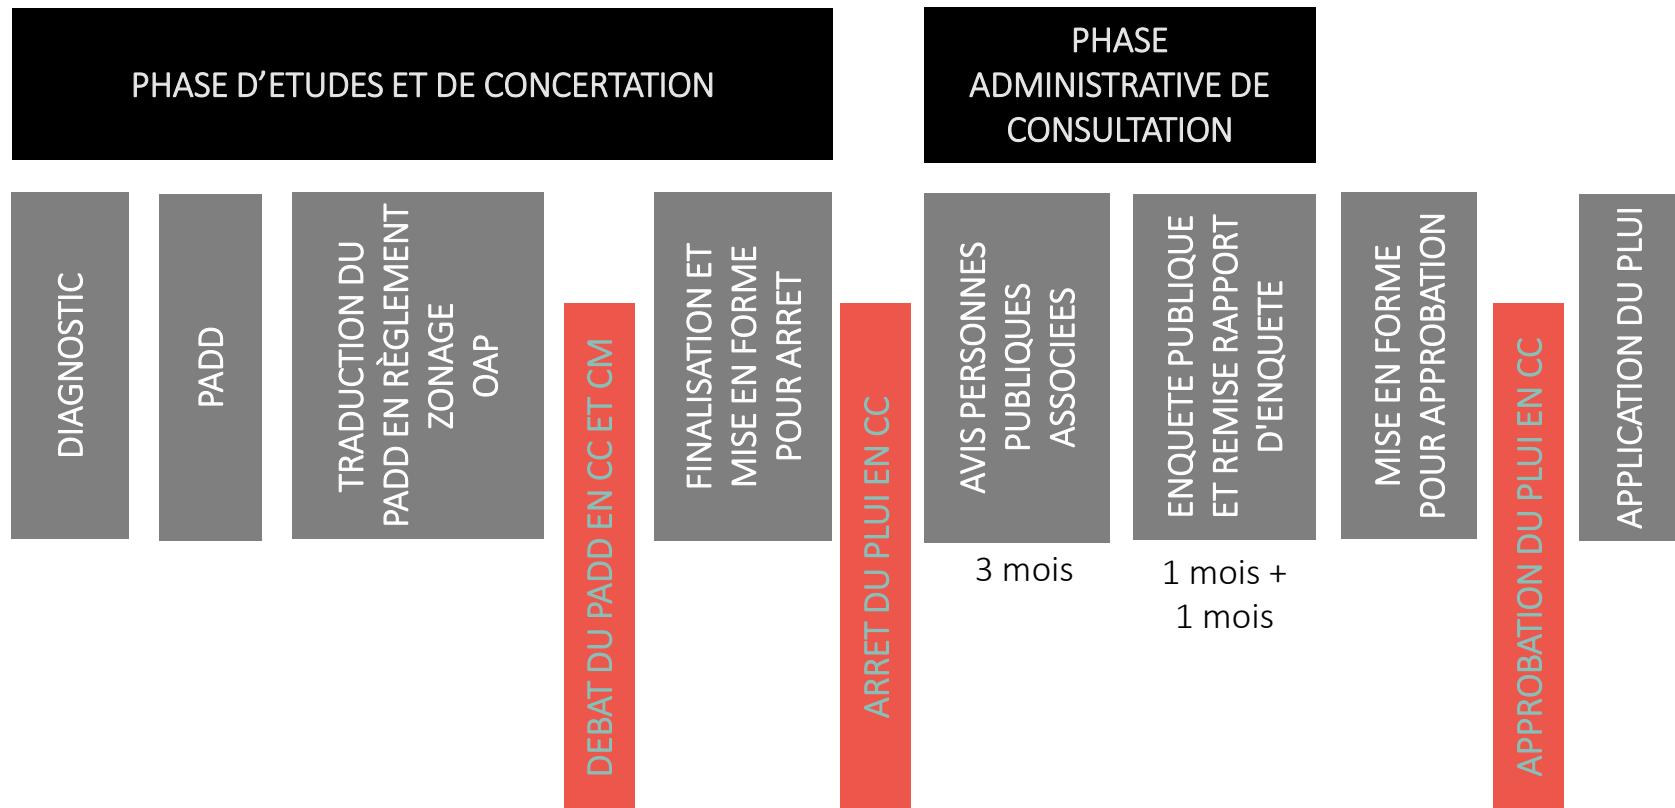 PHASE D’ETUDES ET DE CONCERTATION
PHASE
ADMINISTRATIVE DE
CONSULTATION
DIAGNOSTIC
PADD
TRADUCTION DU
PADD EN RÈGLEMENT
ZONAGE
OAP
DEBAT DU PADD EN CC ET CM
FINALISATION ET
MISE EN FORME
POUR ARRET
ARRET DU PLUI EN CC
AVIS PERSONNES
PUBLIQUES
ASSOCIEES
3 mois
ENQUETE PUBLIQUE
ET REMISE RAPPORT
D'ENQUETE
1 mois +
1 mois
MISE EN FORME
POUR APPROBATION
APPROBATION DU PLUI EN CC
APPLICATION DU PLUI